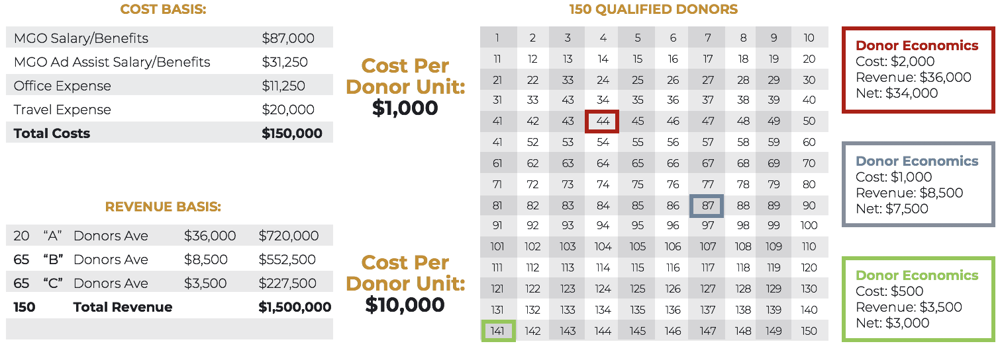 COST BASIS:
MGO Salary/Benefits $87,000
MGO Ad Assist Salary/Benefits $31,250
Office Expense $11,250
Travel Expense $20,000
Total Costs $150,000
Cost Per
Donor Unit:
$1,000
REVENUE BASIS:
20 “A” Donors Ave $36,000 $720,000
65 “B” Donors Ave $8,500 $552,500
65 “C” Donors Ave $3,500 $227,500
150 Total Revenue $1,500,000
Cost Per
Donor Unit:
$10,000
150 QUALIFIED DONORS
1 2 3 4 5 6 7 8 9 10
11 12 13 14 15 16 17 18 19 20
21 22 33 24 25 26 27 28 29 30
31 33 43 34 35 36 37 38 39 40
41 42 43 44 45 46 47 48 49 50
41 52 53 54 55 56 57 58 59 60
61 62 63 64 65 66 67 68 69 70
71 72 73 74 75 76 77 78 79 80
81 82 83 84 85 86 87 88 89 90
91 92 93 94 95 96 97 98 99 100
101 102 103 104 105 106 107 108 109 110
111 112 113 114 115 116 117 118 119 120
121 122 123 124 125 126 127 128 129 130
131 132 133 134 135 136 137 138 139 140
141 142 143 144 145 146 147 148 149 150
Donor Economics
Cost: $2,000
Revenue: $36,000
Net: $34,000
Donor Economics
Cost: $1,000
Revenue: $8,500
Net: $7,500
Donor Economics
Cost: $500
Revenue: $3,500
Net: $3,000